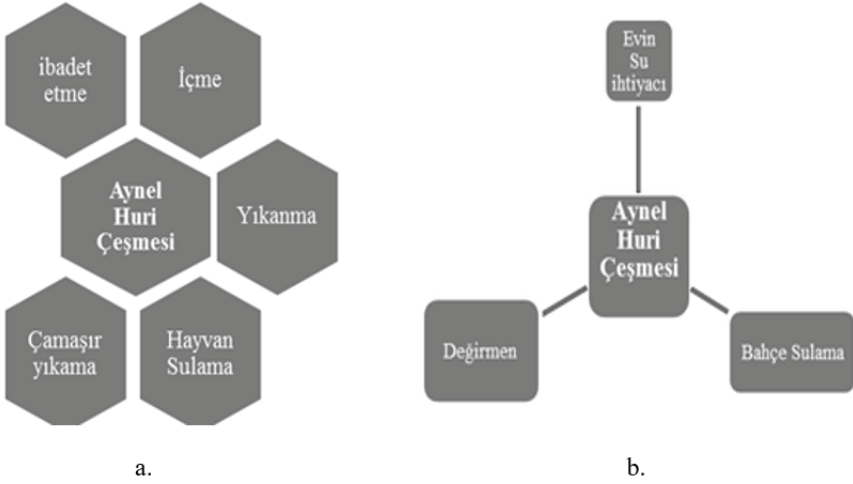 ibadet
etme
İçme
Aynel
Huri
Çeşmesi
Yıkanma
Çamaşır
yıkama
Hayvan
Sulama
a.
Evin
Su
ihtiyacı
Aynel
Huri
Çeşmesi
Değirmen
Bahçe Sulama
b.